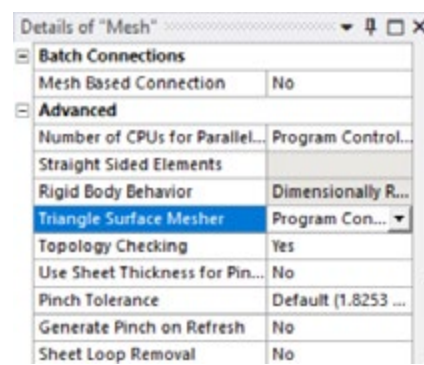 Details of "Mesh"
Batch Connections
Mesh Based Connection No
Advanced
Number of CPUs for Parallel... Program Control...
Straight Sided Elements
Rigid Body Behavior Dimensionally R...
Triangle Surface Mesher Program Con...
Topology Checking Yes
Use Sheet Thickness for Pin... No
Pinch Tolerance Default (1.8253 ...
Generate Pinch on Refresh No
Sheet Loop Removal No